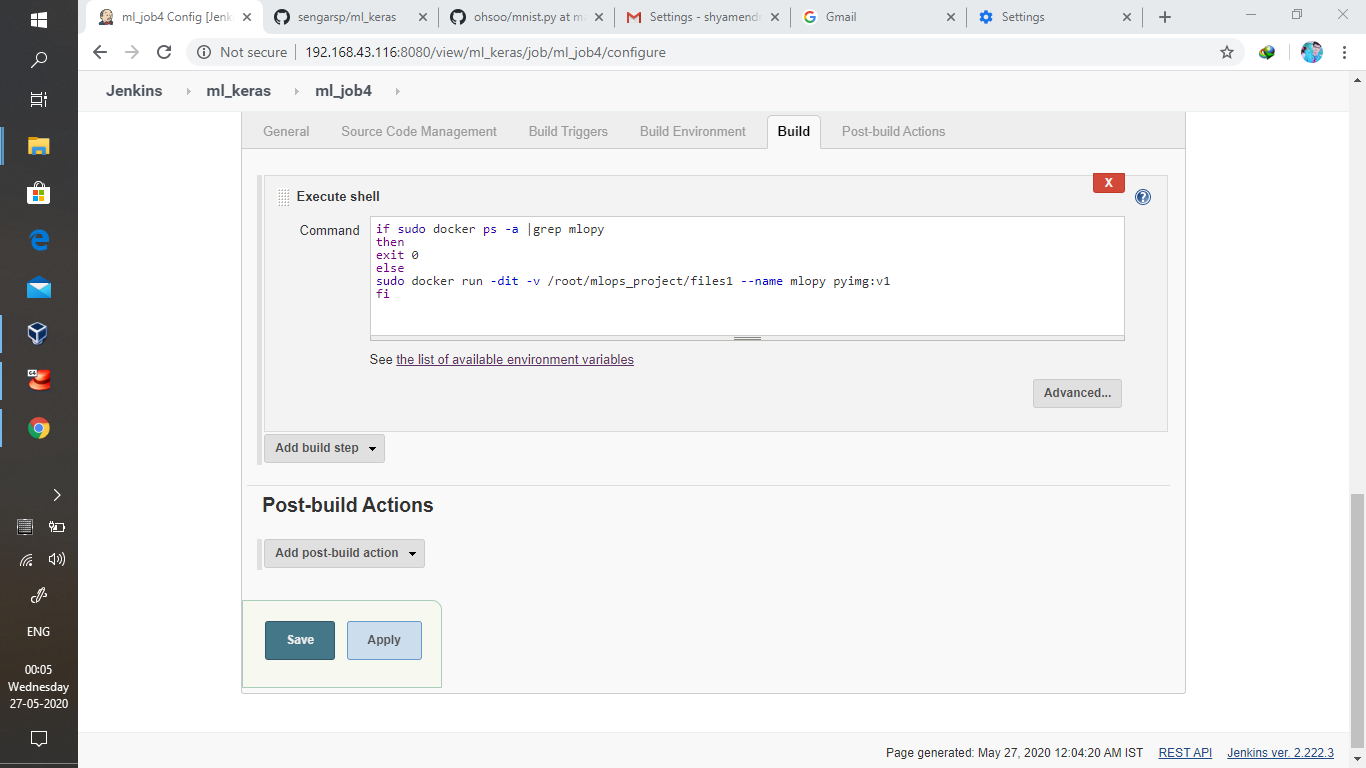 ml_job4 Config [Jenk
sengarsp/ml_keras
ohsoo/mnist.py at m
Settings - shyamend
Gmail
Settings
Not secure
192.168.43.116:8080/view/ml_keras/job/ml_job4/configure
Jenkins
ml_keras
ml_job4
General
Source Code Management
Build Triggers
Build Environment
Build
Post-build Actions
X
Execute shell
Command
if sudo docker ps -a |grep mlopy
then
exit 0
else
sudo docker run -dit -v /root/mlops_project/files1 --name mlopy pyimg:v1
fi
See the list of available environment variables
Advanced...
Add build step
Post-build Actions
Add post-build action
Save
Apply
64
ENG
00:05
Wednesday
27-05-2020
Page generated: May 27, 2020 12:04:20 AM IST
REST API
Jenkins ver. 2.222.3